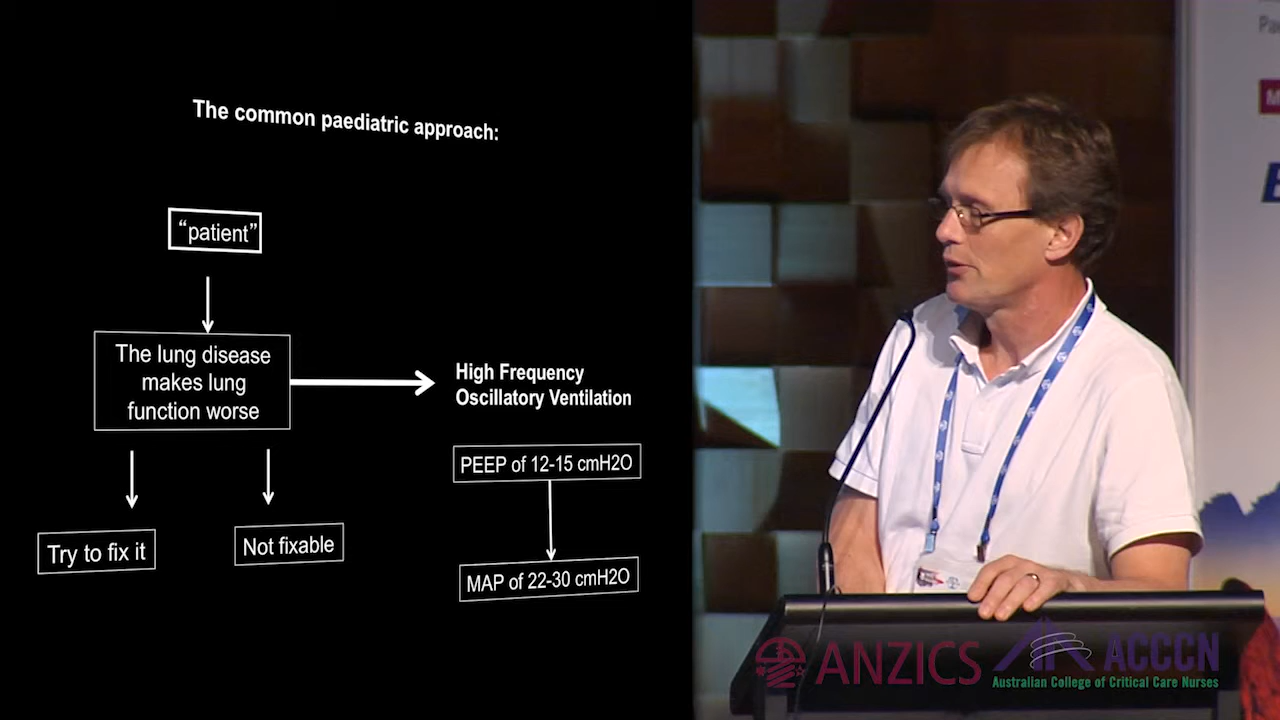 The common paediatric approach:
“patient”
The lung disease
makes lung
function worse
High Frequency
Oscillatory Ventilation
PEEP of 12-15 cmH2O
Try to fix it
Not fixable
MAP of 22-30 cmH2O
ANZICS
ACCCN
Australian College of Critical Care Nurses